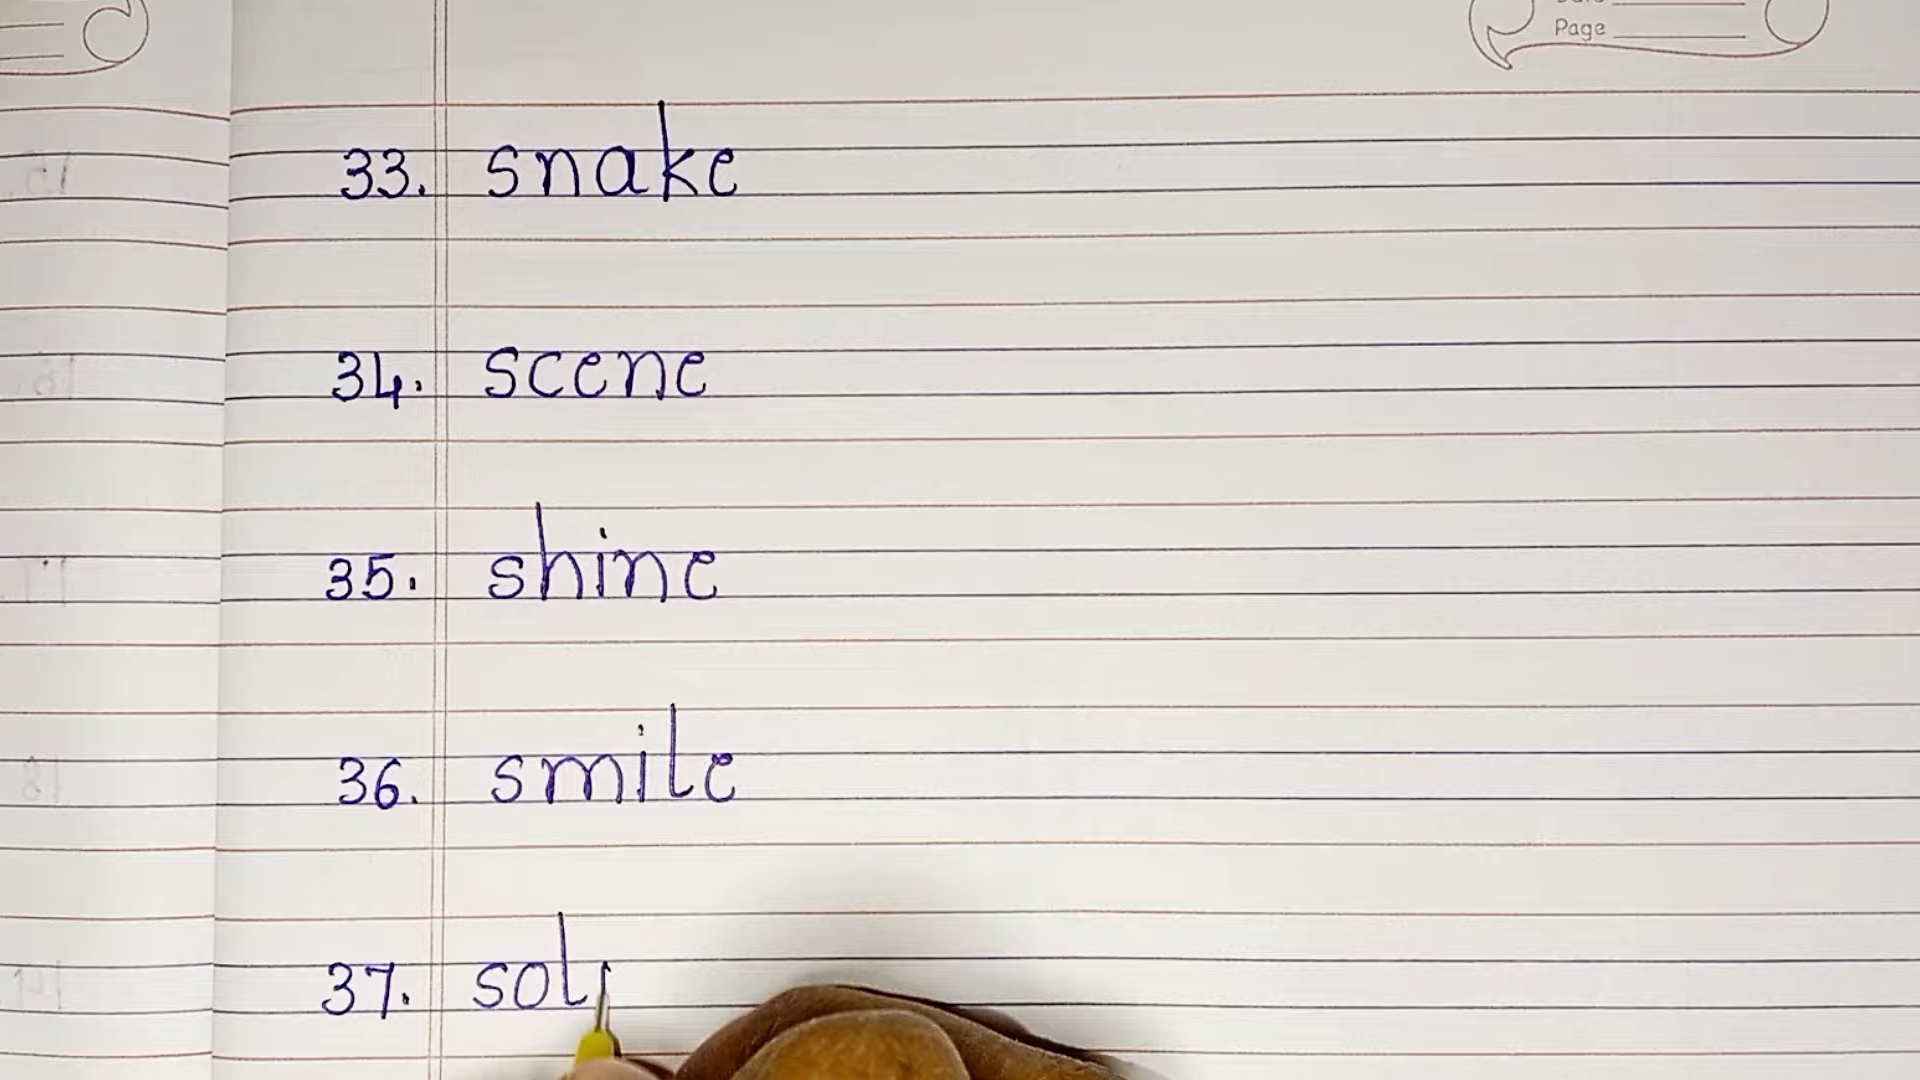 Page
33. snake
34. scene
35. shine
36. smile
37. sol